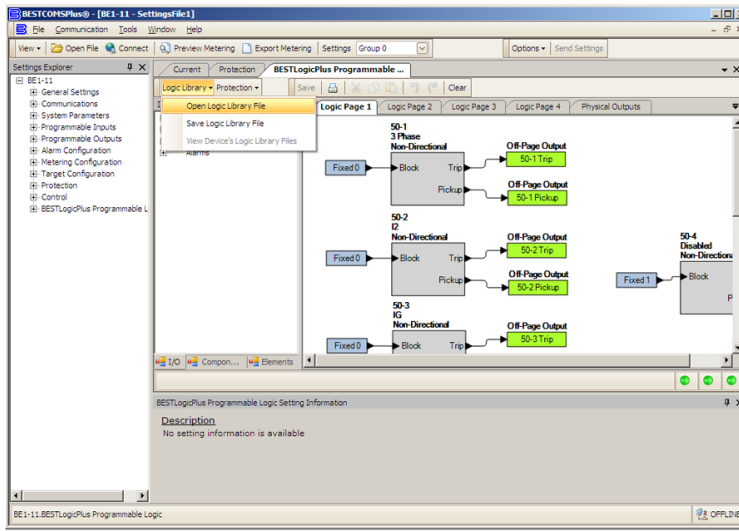 BESTCOMSPlus® - [BE1-11 - SettingsFile1]
File Communication Tools Window Help
View Open File Connect Preview Metering Export Metering Settings Group 0 Options Send Settings
Settings Explorer
BE1-11
General Settings
Communications
System Parameters
Programmable Inputs
Programmable Outputs
Alarm Configuration
Metering Configuration
Target Configuration
Protection
Control
BESTLogicPlus Programmable L
Current Protection BESTLogicPlus Programmable ...
Logic Library Protection Save Clear
Open Logic Library File
Save Logic Library File
View Device's Logic Library Files
Alarms
Logic Page 1 Logic Page 2 Logic Page 3 Logic Page 4 Physical Outputs
50-1
3 Phase
Non-Directional
Fixed 0
Block Trip
Pickup
Off-Page Output
50-1 Trip
Off-Page Output
50-1 Pickup
50-2
I2
Non-Directional
Fixed 0
Block Trip
Pickup
Off-Page Output
50-2 Trip
Off-Page Output
50-2 Pickup
50-4
Disabled
Non-Directiona
Fixed 1
Block
P
50-3
IG
Non-Directional
Fixed 0
Block Trip
Off-Page Output
50-3 Trip
I/O Compon... Elements
BESTLogicPlus Programmable Logic Setting Information
Description
No setting information is available
BE1-11.BESTLogicPlus Programmable Logic
OFFLINE